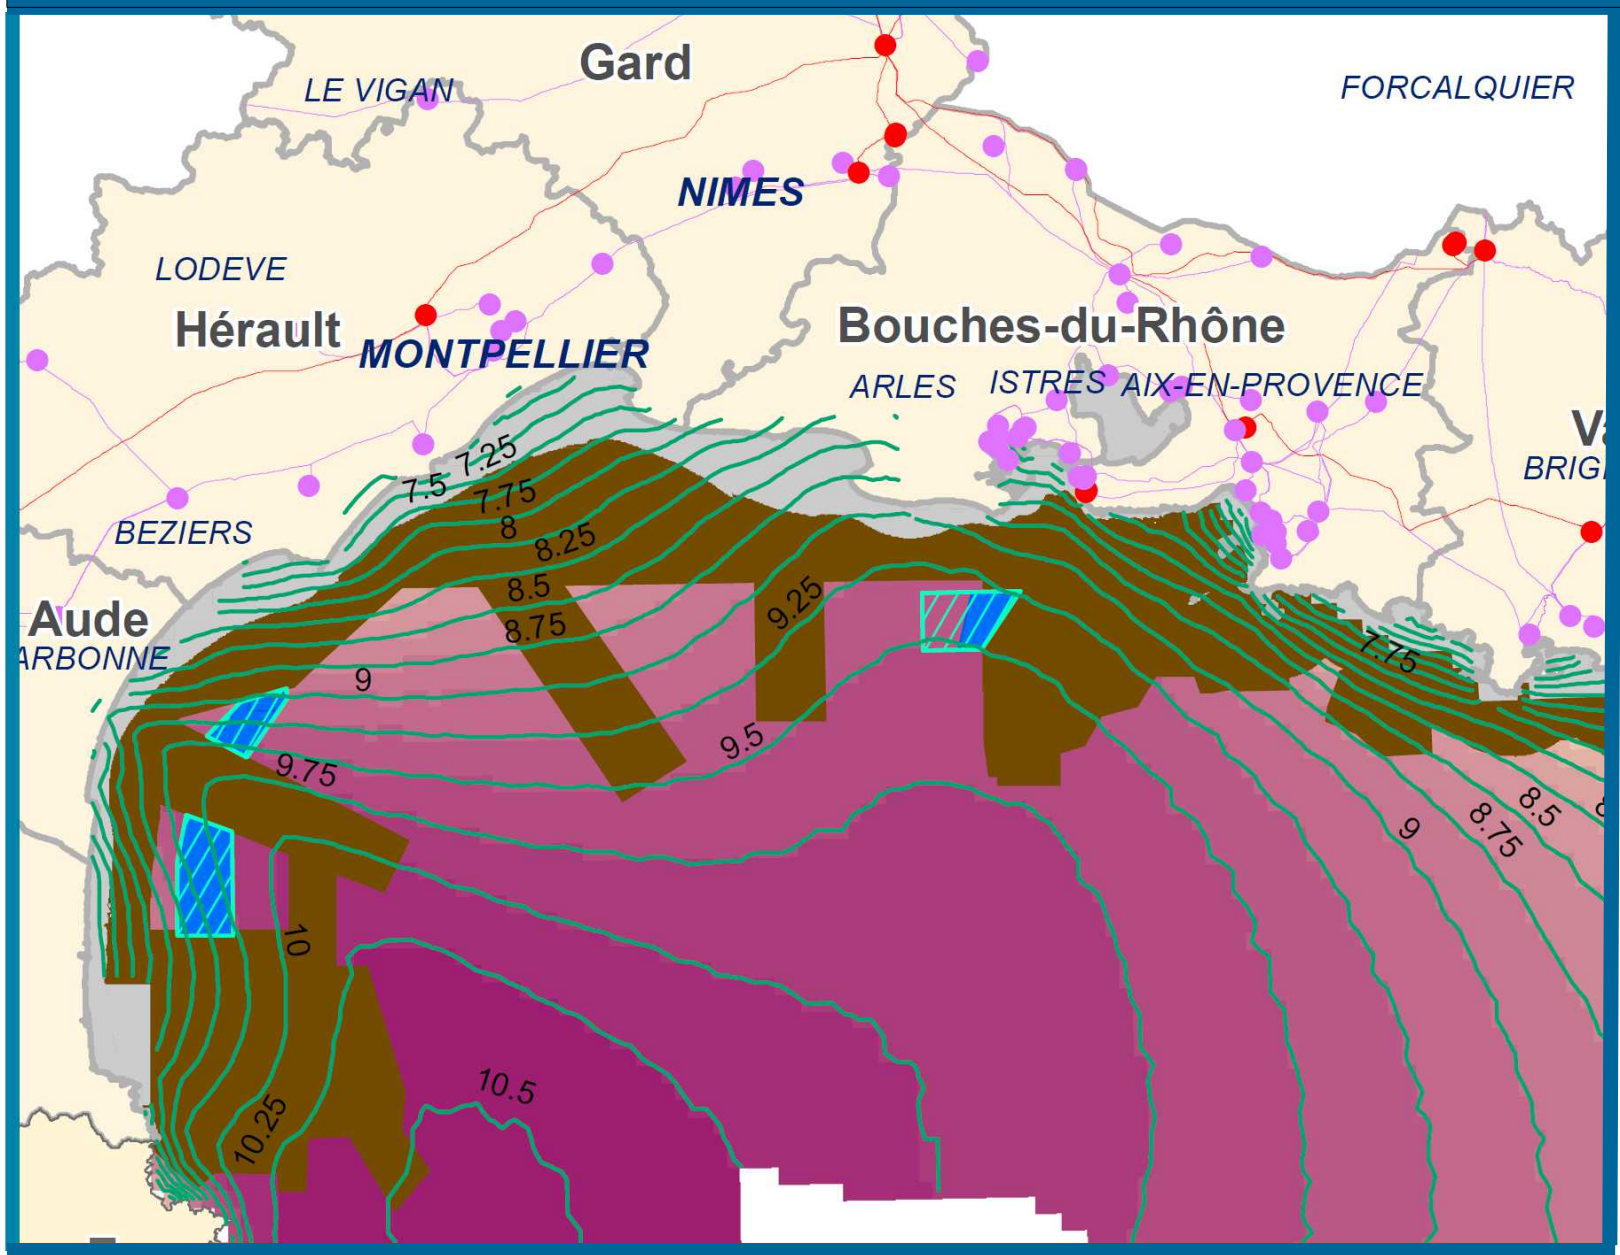 Gard
LE VIGAN
FORCALQUIER
NIMES
LODEVE
Hérault
Bouches-du-Rhône
MONTPELLIER
ARLES
ISTRES
AIX-EN-PROVENCE
7.25
7.5
7.75
8
8.25
BEZIERS
8.5
9.25
Aude
8.75
ARBONNE
7.75
9
9.5
9.75
8.5
8.75
9
10
10.5
10.25